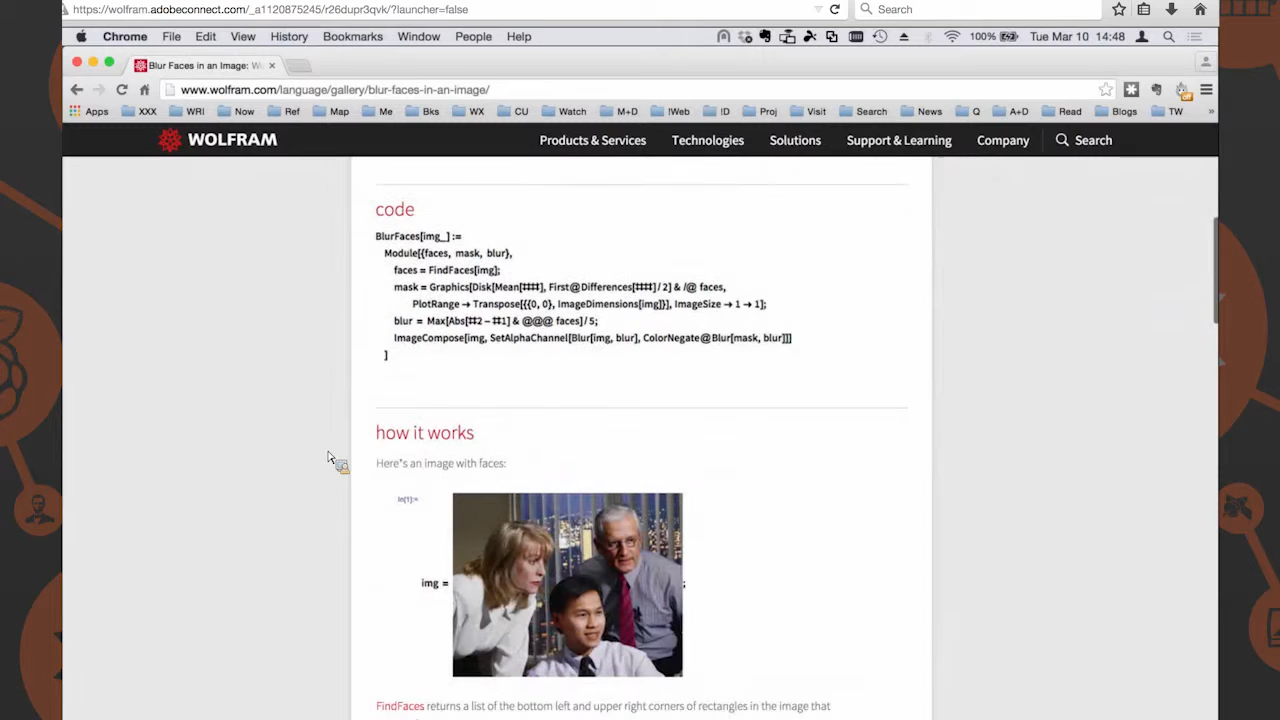 https://wolfram.adobeconnect.com/_a1120875245/r26dupr3qvk/?launcher=false
Search
Chrome File Edit View History Bookmarks Window People Help
100% Tue Mar 10 14:48
Blur Faces in an Image: Wo
www.wolfram.com/language/gallery/blur-faces-in-an-image/
Apps XXX WRI Now Ref Map Me Bks WX CU Watch M+D !Web !D Proj Visit Search News Q A+D Read Blogs TW »
WOLFRAM
Products & Services Technologies Solutions Support & Learning Company Search
code
BlurFaces[img_] :=
Module[{faces, mask, blur},
faces = FindFaces[img];
mask = Graphics[Disk[Mean[##], First@Differences[##] / 2] & /@ faces,
PlotRange → Transpose[{{0, 0}, ImageDimensions[img]}], ImageSize → 1 → 1];
blur = Max[Abs[#2 – #1] & @@@ faces] / 5;
ImageCompose[img, SetAlphaChannel[Blur[img, blur], ColorNegate@Blur[mask, blur]]]
]
how it works
Here"s an image with faces:
In[1]:=
img = ;
FindFaces returns a list of the bottom left and upper right corners of rectangles in the image that